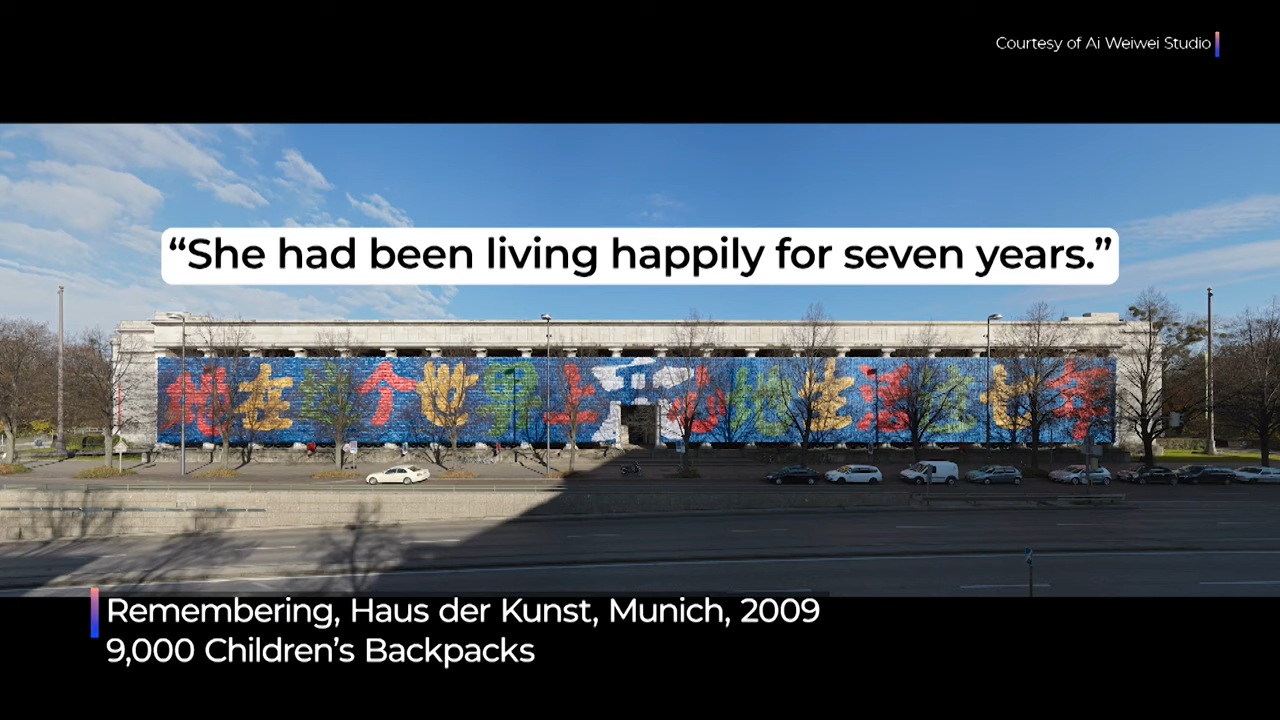 Courtesy of Ai Weiwei Studio
“She had been living happily for seven years.”
她在这个世界上开心地生活过七年
Remembering, Haus der Kunst, Munich, 2009
9,000 Children’s Backpacks